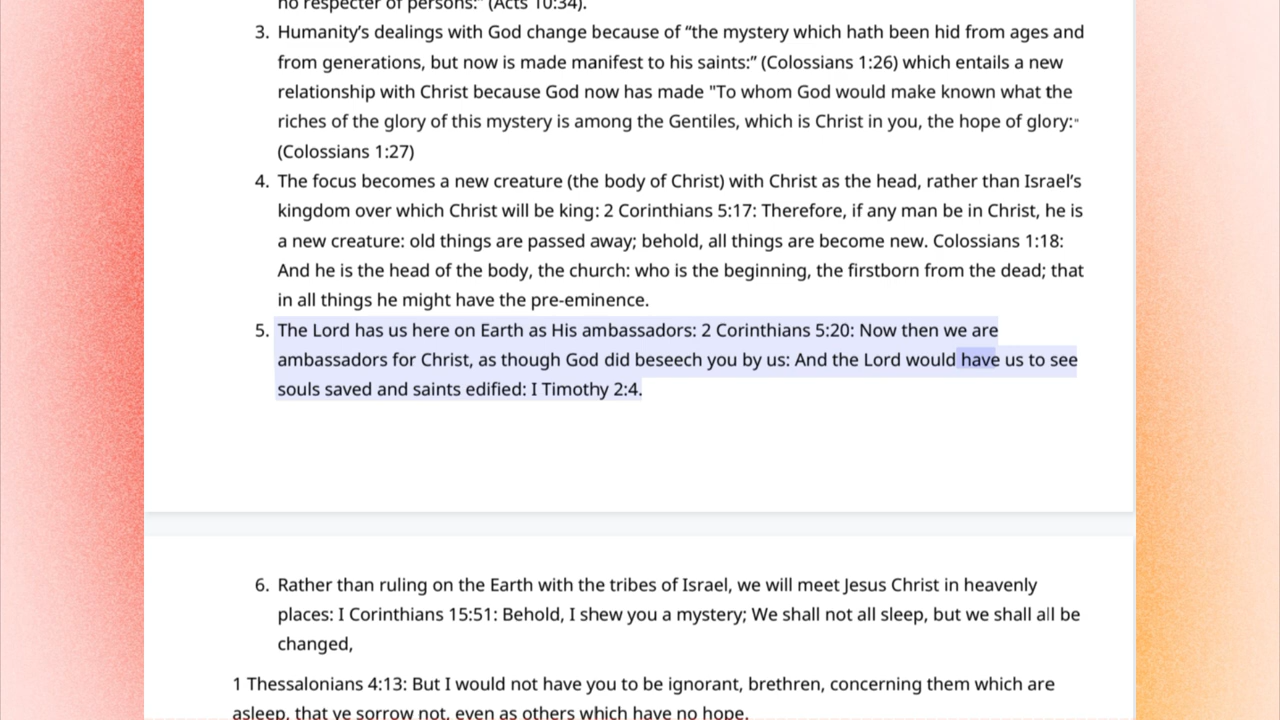 no respecter of persons:" (Acts 10:34).
3. Humanity’s dealings with God change because of “the mystery which hath been hid from ages and
from generations, but now is made manifest to his saints:” (Colossians 1:26) which entails a new
relationship with Christ because God now has made "To whom God would make known what the
riches of the glory of this mystery is among the Gentiles, which is Christ in you, the hope of glory:"
(Colossians 1:27)
4. The focus becomes a new creature (the body of Christ) with Christ as the head, rather than Israel’s
kingdom over which Christ will be king: 2 Corinthians 5:17: Therefore, if any man be in Christ, he is
a new creature: old things are passed away; behold, all things are become new. Colossians 1:18:
And he is the head of the body, the church: who is the beginning, the firstborn from the dead; that
in all things he might have the pre-eminence.
5. The Lord has us here on Earth as His ambassadors: 2 Corinthians 5:20: Now then we are
ambassadors for Christ, as though God did beseech you by us: And the Lord would have us to see
souls saved and saints edified: I Timothy 2:4.
6. Rather than ruling on the Earth with the tribes of Israel, we will meet Jesus Christ in heavenly
places: I Corinthians 15:51: Behold, I shew you a mystery; We shall not all sleep, but we shall all be
changed,
1 Thessalonians 4:13: But I would not have you to be ignorant, brethren, concerning them which are
asleep, that ye sorrow not, even as others which have no hope.